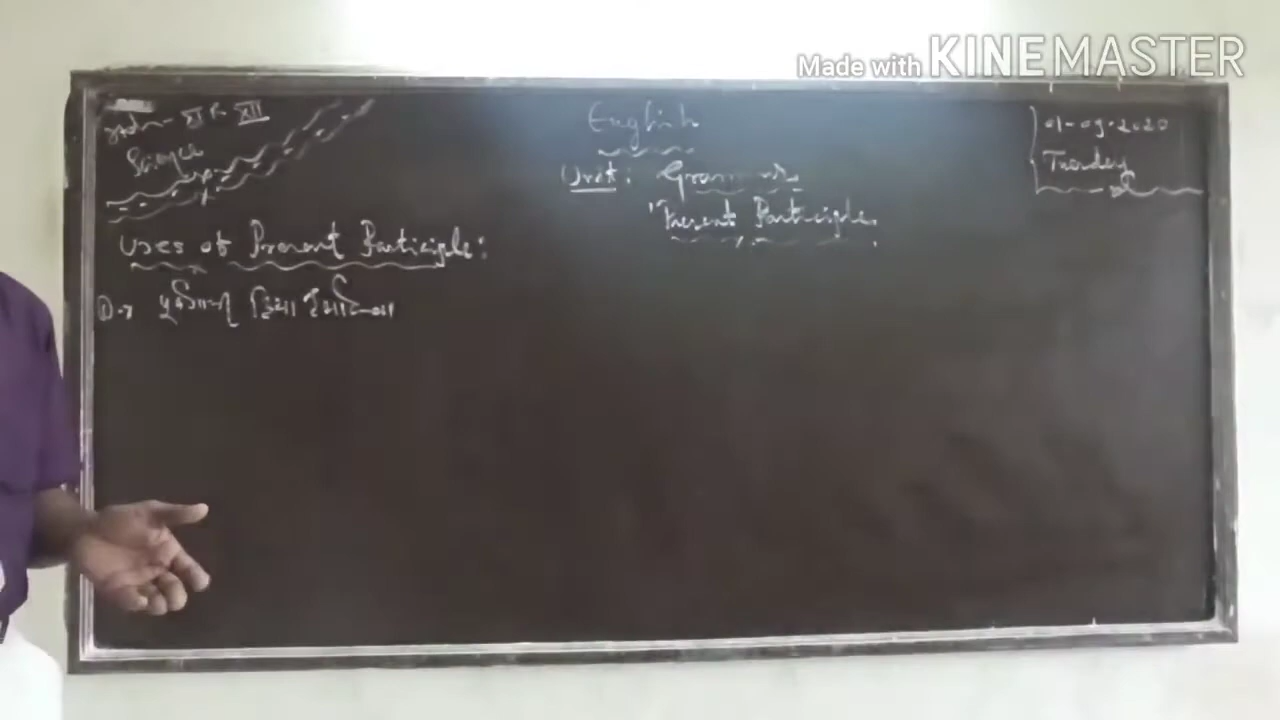 Made with KINEMASTER
XI & XII
Science
English
01-09-2020
Tuesday
Unit: Grammar
"Present Participle"
Uses of Present Participle: